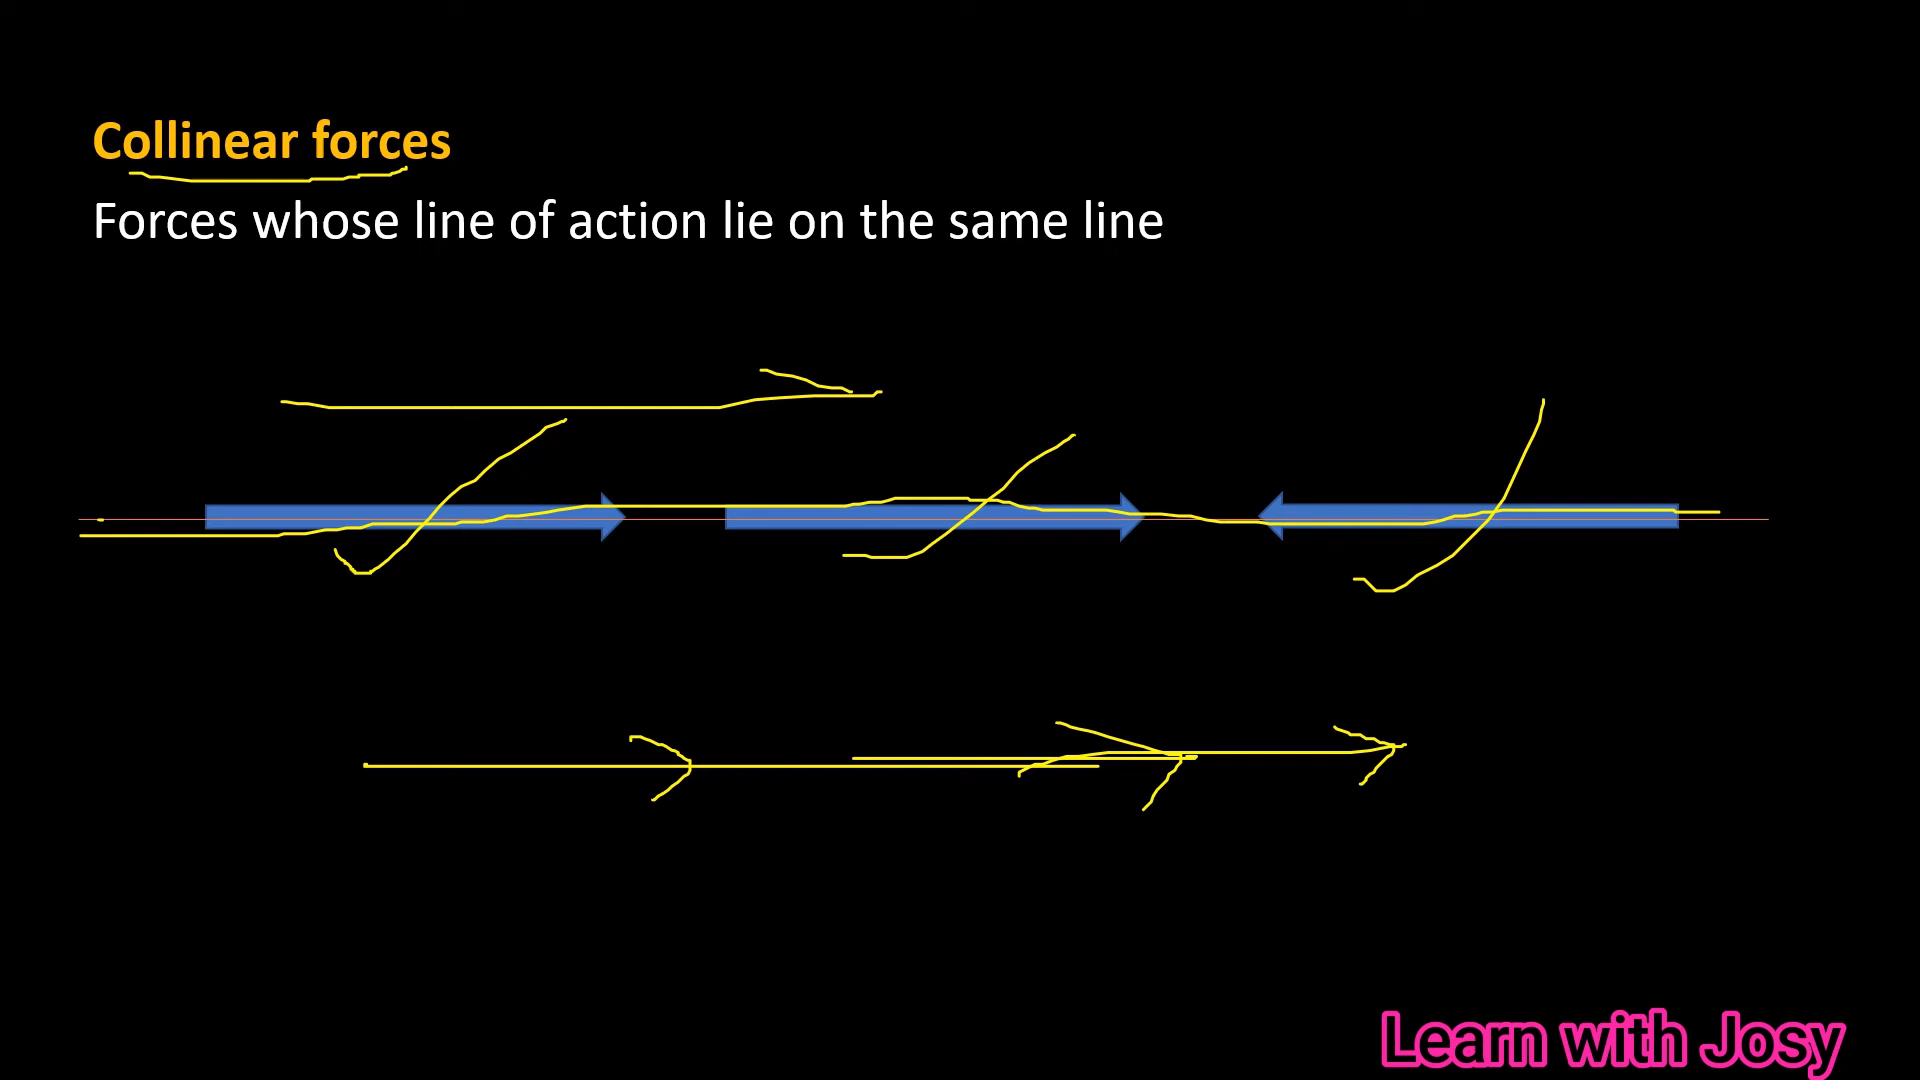 Collinear forces
Forces whose line of action lie on the same line
Learn with Josy